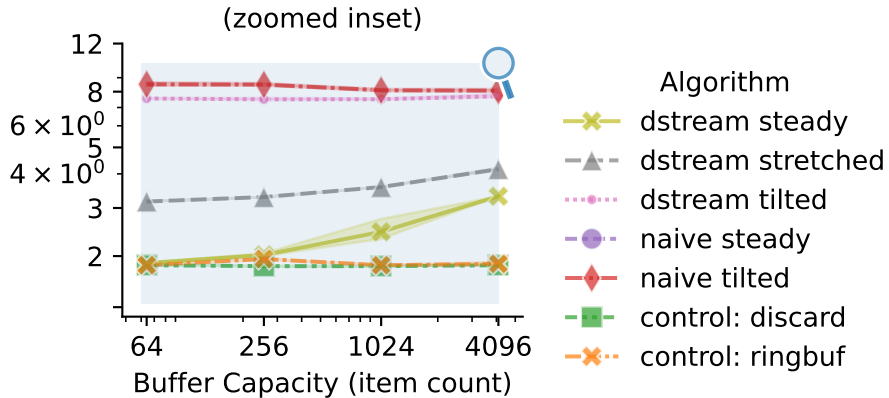 (zoomed inset)
12
8
6 × 10⁰
5
4 × 10⁰
3
2
64 256 1024 4096
Buffer Capacity (item count)
Algorithm
dstream steady
dstream stretched
dstream tilted
naive steady
naive tilted
control: discard
control: ringbuf